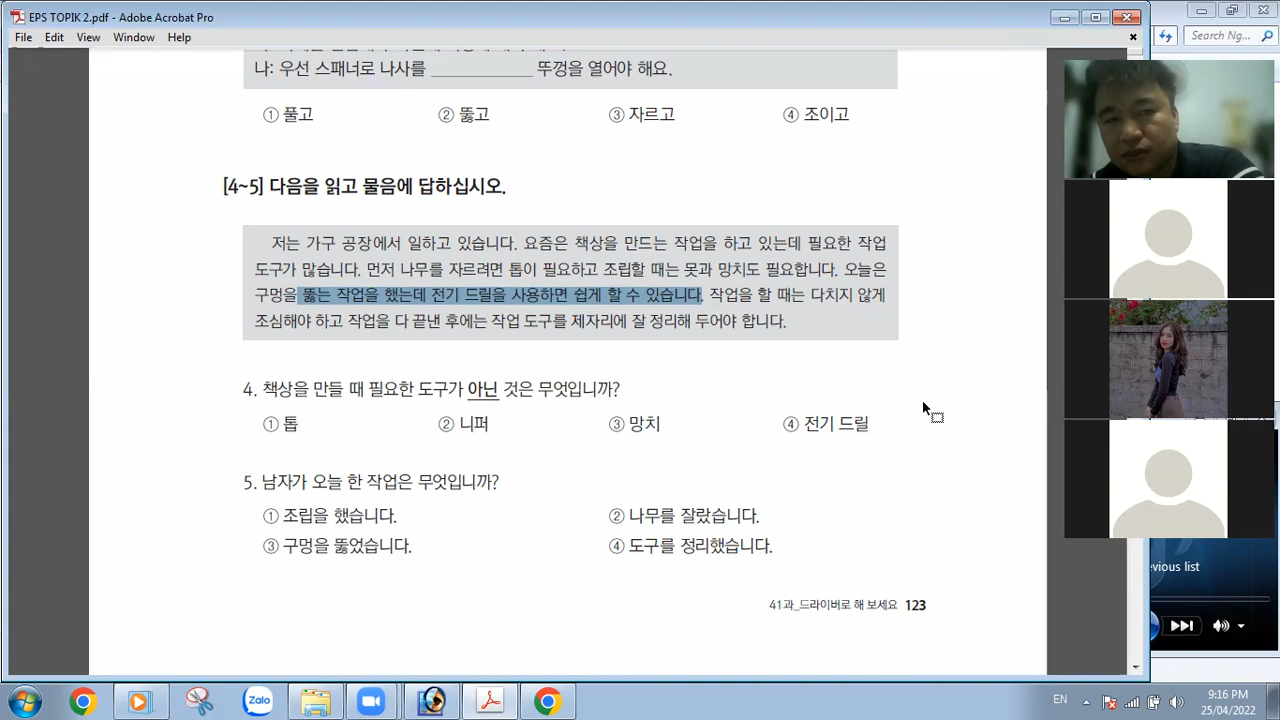 EPS TOPIK 2.pdf - Adobe Acrobat Pro
File Edit View Window Help
Search Ng...
나: 우선 스패너로 나사를 ____________ 뚜껑을 열어야 해요.
① 풀고 ② 뚫고 ③ 자르고 ④ 조이고
[4~5] 다음을 읽고 물음에 답하십시오.
저는 가구 공장에서 일하고 있습니다. 요즘은 책상을 만드는 작업을 하고 있는데 필요한 작업
도구가 많습니다. 먼저 나무를 자르려면 톱이 필요하고 조립할 때는 못과 망치도 필요합니다. 오늘은
구멍을 뚫는 작업을 했는데 전기 드릴을 사용하면 쉽게 할 수 있습니다. 작업을 할 때는 다치지 않게
조심해야 하고 작업을 다 끝낸 후에는 작업 도구를 제자리에 잘 정리해 두어야 합니다.
4. 책상을 만들 때 필요한 도구가 아닌 것은 무엇입니까?
① 톱 ② 니퍼 ③ 망치 ④ 전기 드릴
5. 남자가 오늘 한 작업은 무엇입니까?
① 조립을 했습니다. ② 나무를 잘랐습니다.
③ 구멍을 뚫었습니다. ④ 도구를 정리했습니다.
41과_드라이버로 해 보세요 123
evious list
Zalo
EN
9:16 PM
25/04/2022